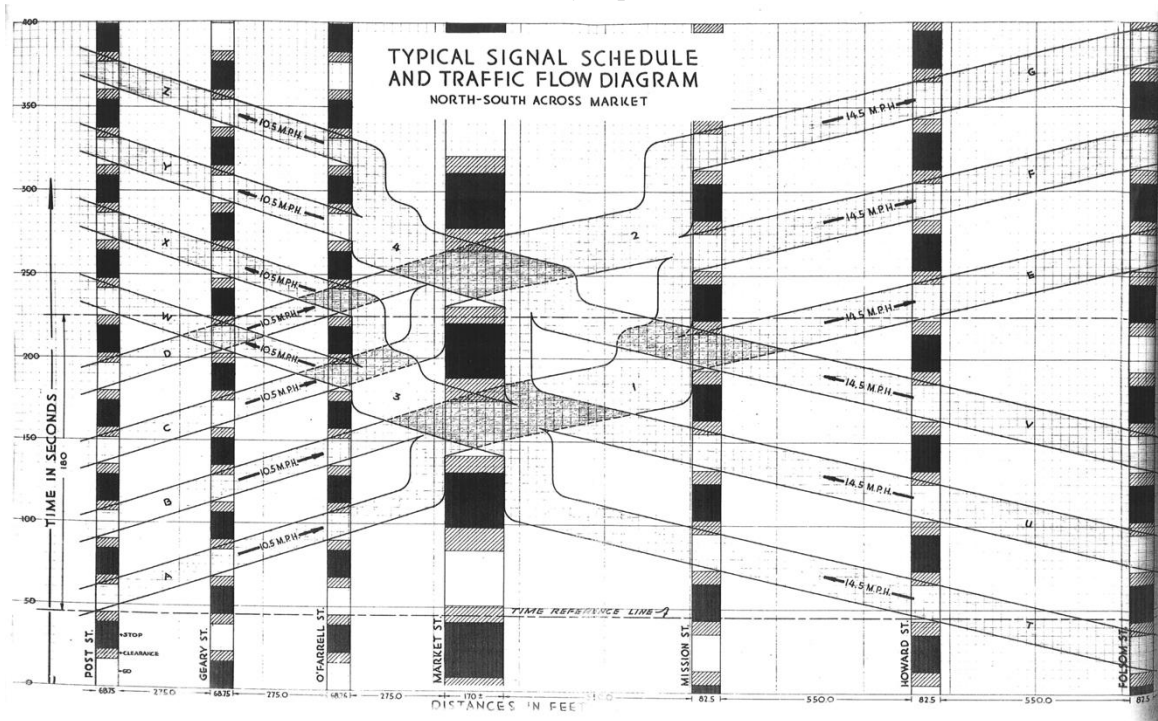 TYPICAL SIGNAL SCHEDULE
AND TRAFFIC FLOW DIAGRAM
NORTH-SOUTH ACROSS MARKET
400
350
300
250
200
150
100
50
0
TIME IN SECONDS
180
Z
Y
X
W
D
C
B
A
10.5 M.P.H.
10.5 M.P.H.
10.5 M.P.H.
10.5 M.P.H.
10.5 M.P.H.
10.5 M.P.H.
10.5 M.P.H.
10.5 M.P.H.
4
3
2
1
14.5 M.P.H.
14.5 M.P.H.
14.5 M.P.H.
14.5 M.P.H.
14.5 M.P.H.
14.5 M.P.H.
G
F
E
V
U
T
TIME REFERENCE LINE
STOP
CLEARANCE
GO
POST ST.
GEARY ST.
O'FARRELL ST.
MARKET ST.
MISSION ST.
HOWARD ST.
FOLSOM ST.
68.75
275.0
68.75
275.0
68.75
275.0
170 ±
82.5
550.0
82.5
550.0
82.5
DISTANCES IN FEET